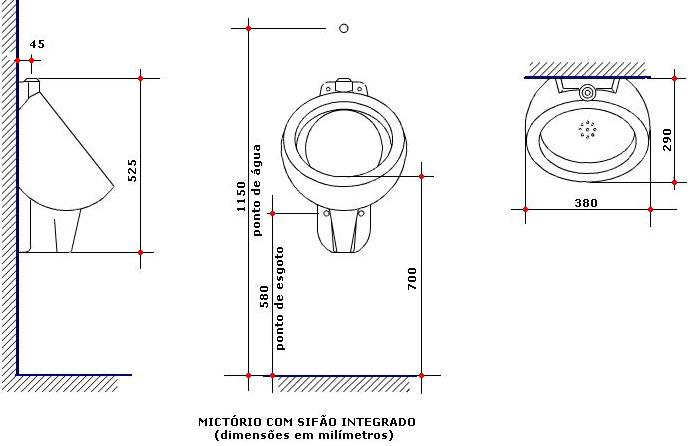 45
525
1150
ponto de água
580
ponto de esgoto
700
290
380
MICTÓRIO COM SIFÃO INTEGRADO
(dimensões em milímetros)